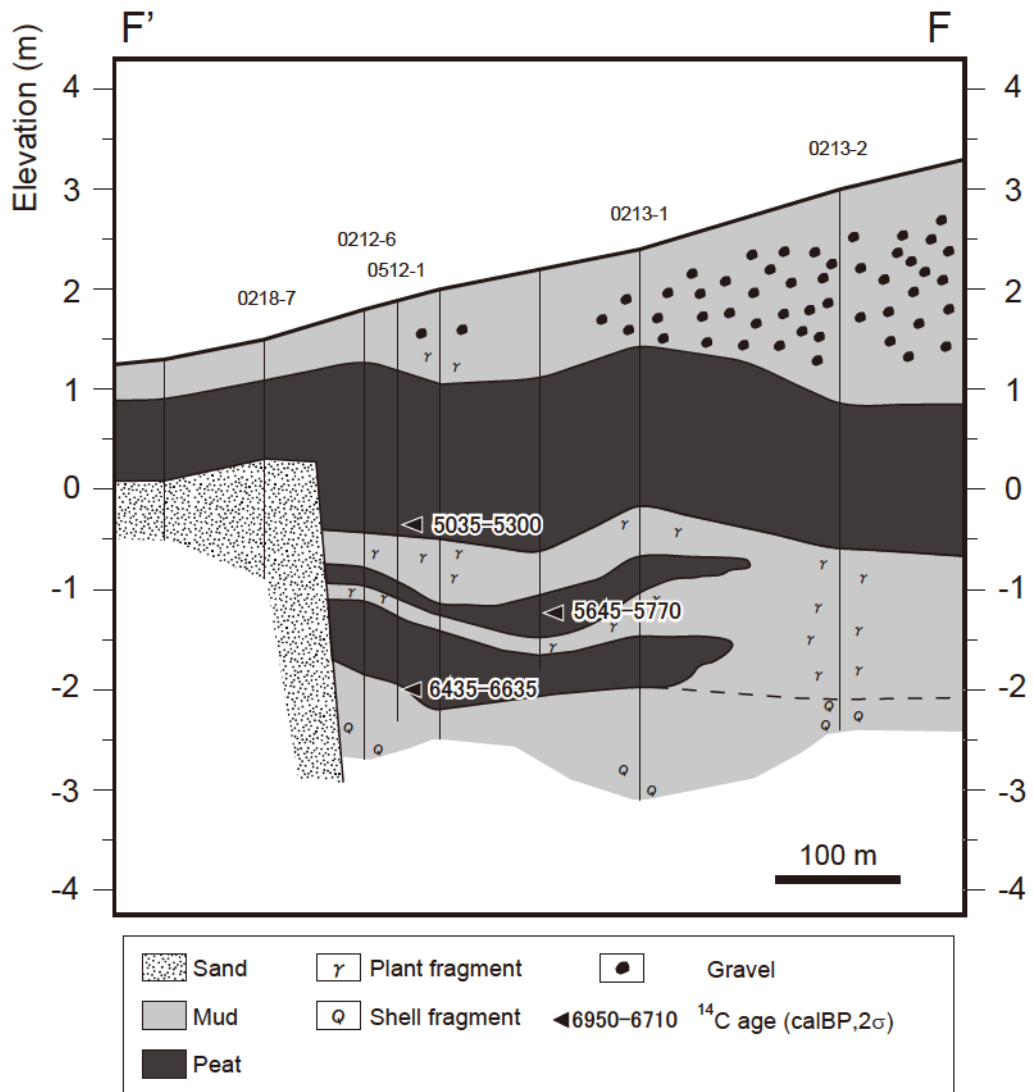 F’ F
Elevation (m)
4 4
0213-2
3 3
0213-1
0212-6
0512-1
2 2
0218-7
1 1
0 0
5035-5300
-1 -1
5645-5770
-2 -2
6435-6635
-3 -3
100 m
-4 -4
Sand γ Plant fragment Gravel
Mud Q Shell fragment ◀6950-6710 ¹⁴C age (calBP,2σ)
Peat